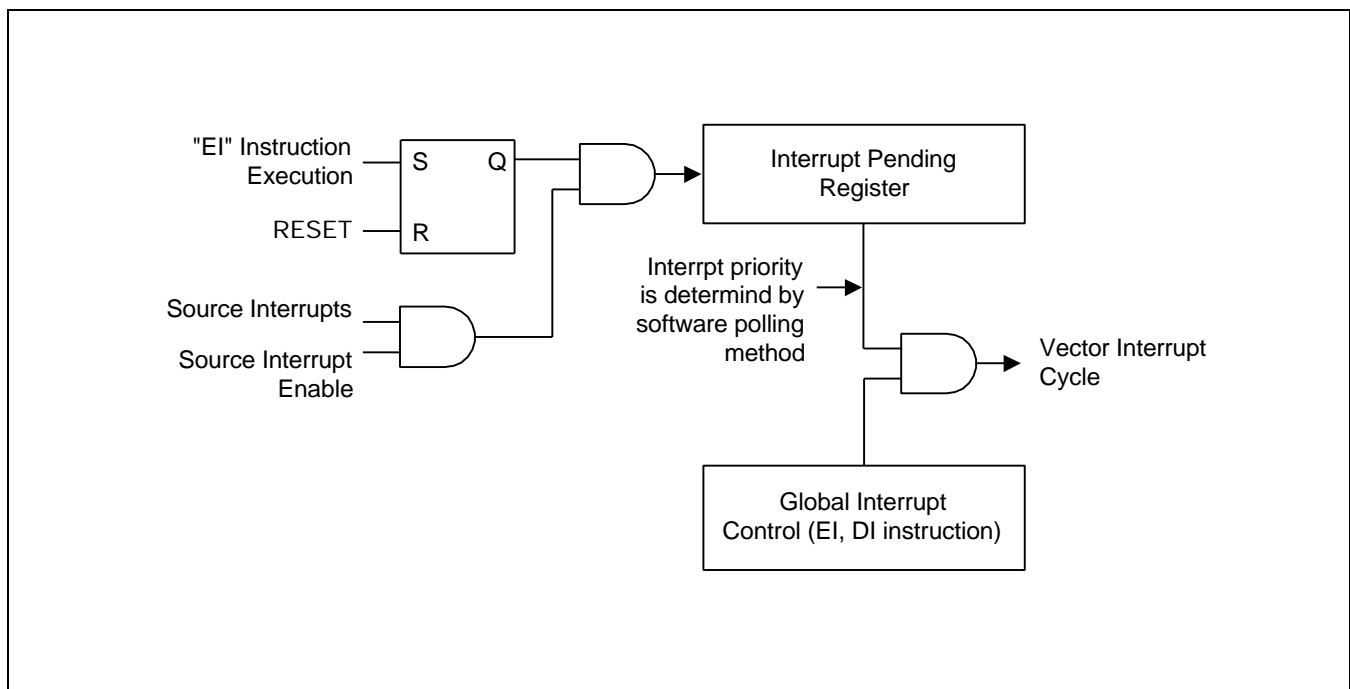 "EI" Instruction
Execution
S
Q
R
RESET
Source Interrupts
Source Interrupt
Enable
Interrupt Pending
Register
Interrpt priority
is determind by
software polling
method
Vector Interrupt
Cycle
Global Interrupt
Control (EI, DI instruction)